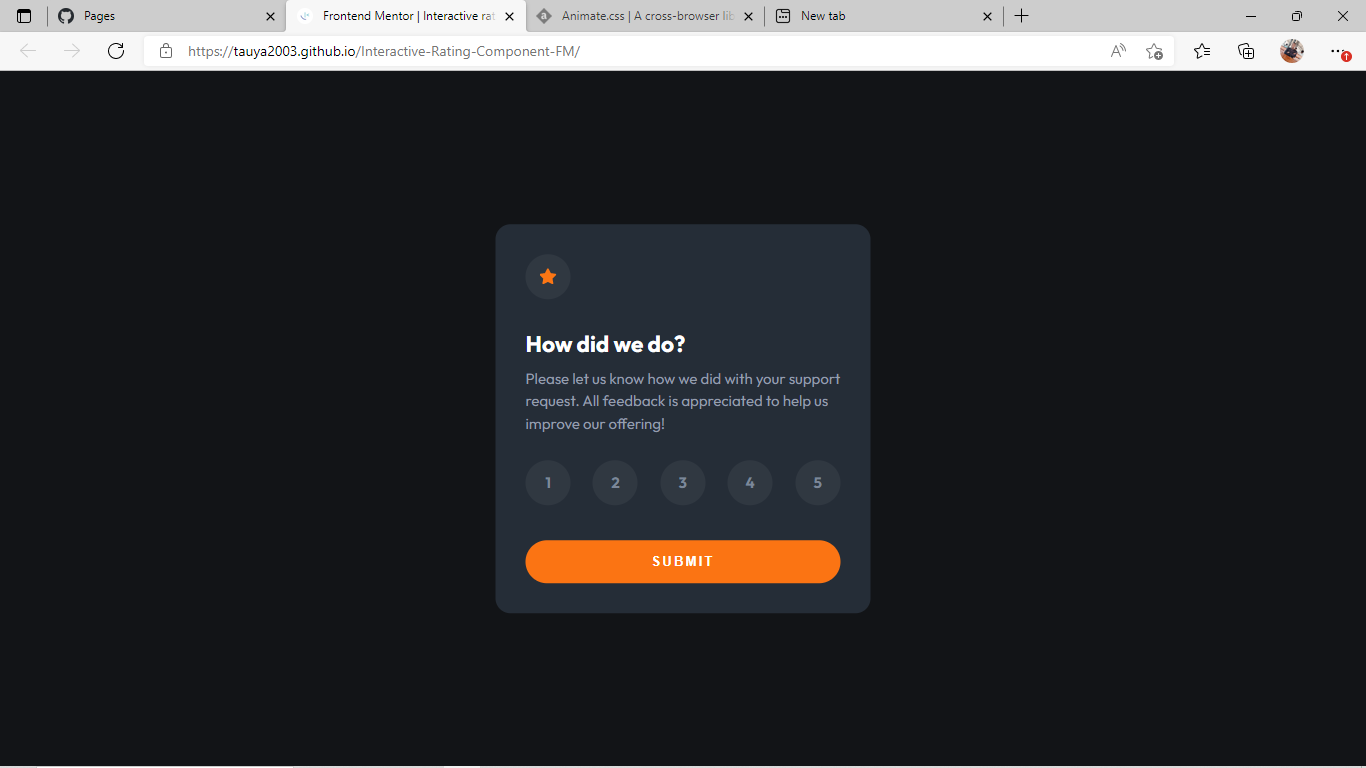 Pages
Frontend Mentor | Interactive rat
Animate.css | A cross-browser lib
New tab
https://tauya2003.github.io/Interactive-Rating-Component-FM/
How did we do?
Please let us know how we did with your support
request. All feedback is appreciated to help us
improve our offering!
1 2 3 4 5
SUBMIT